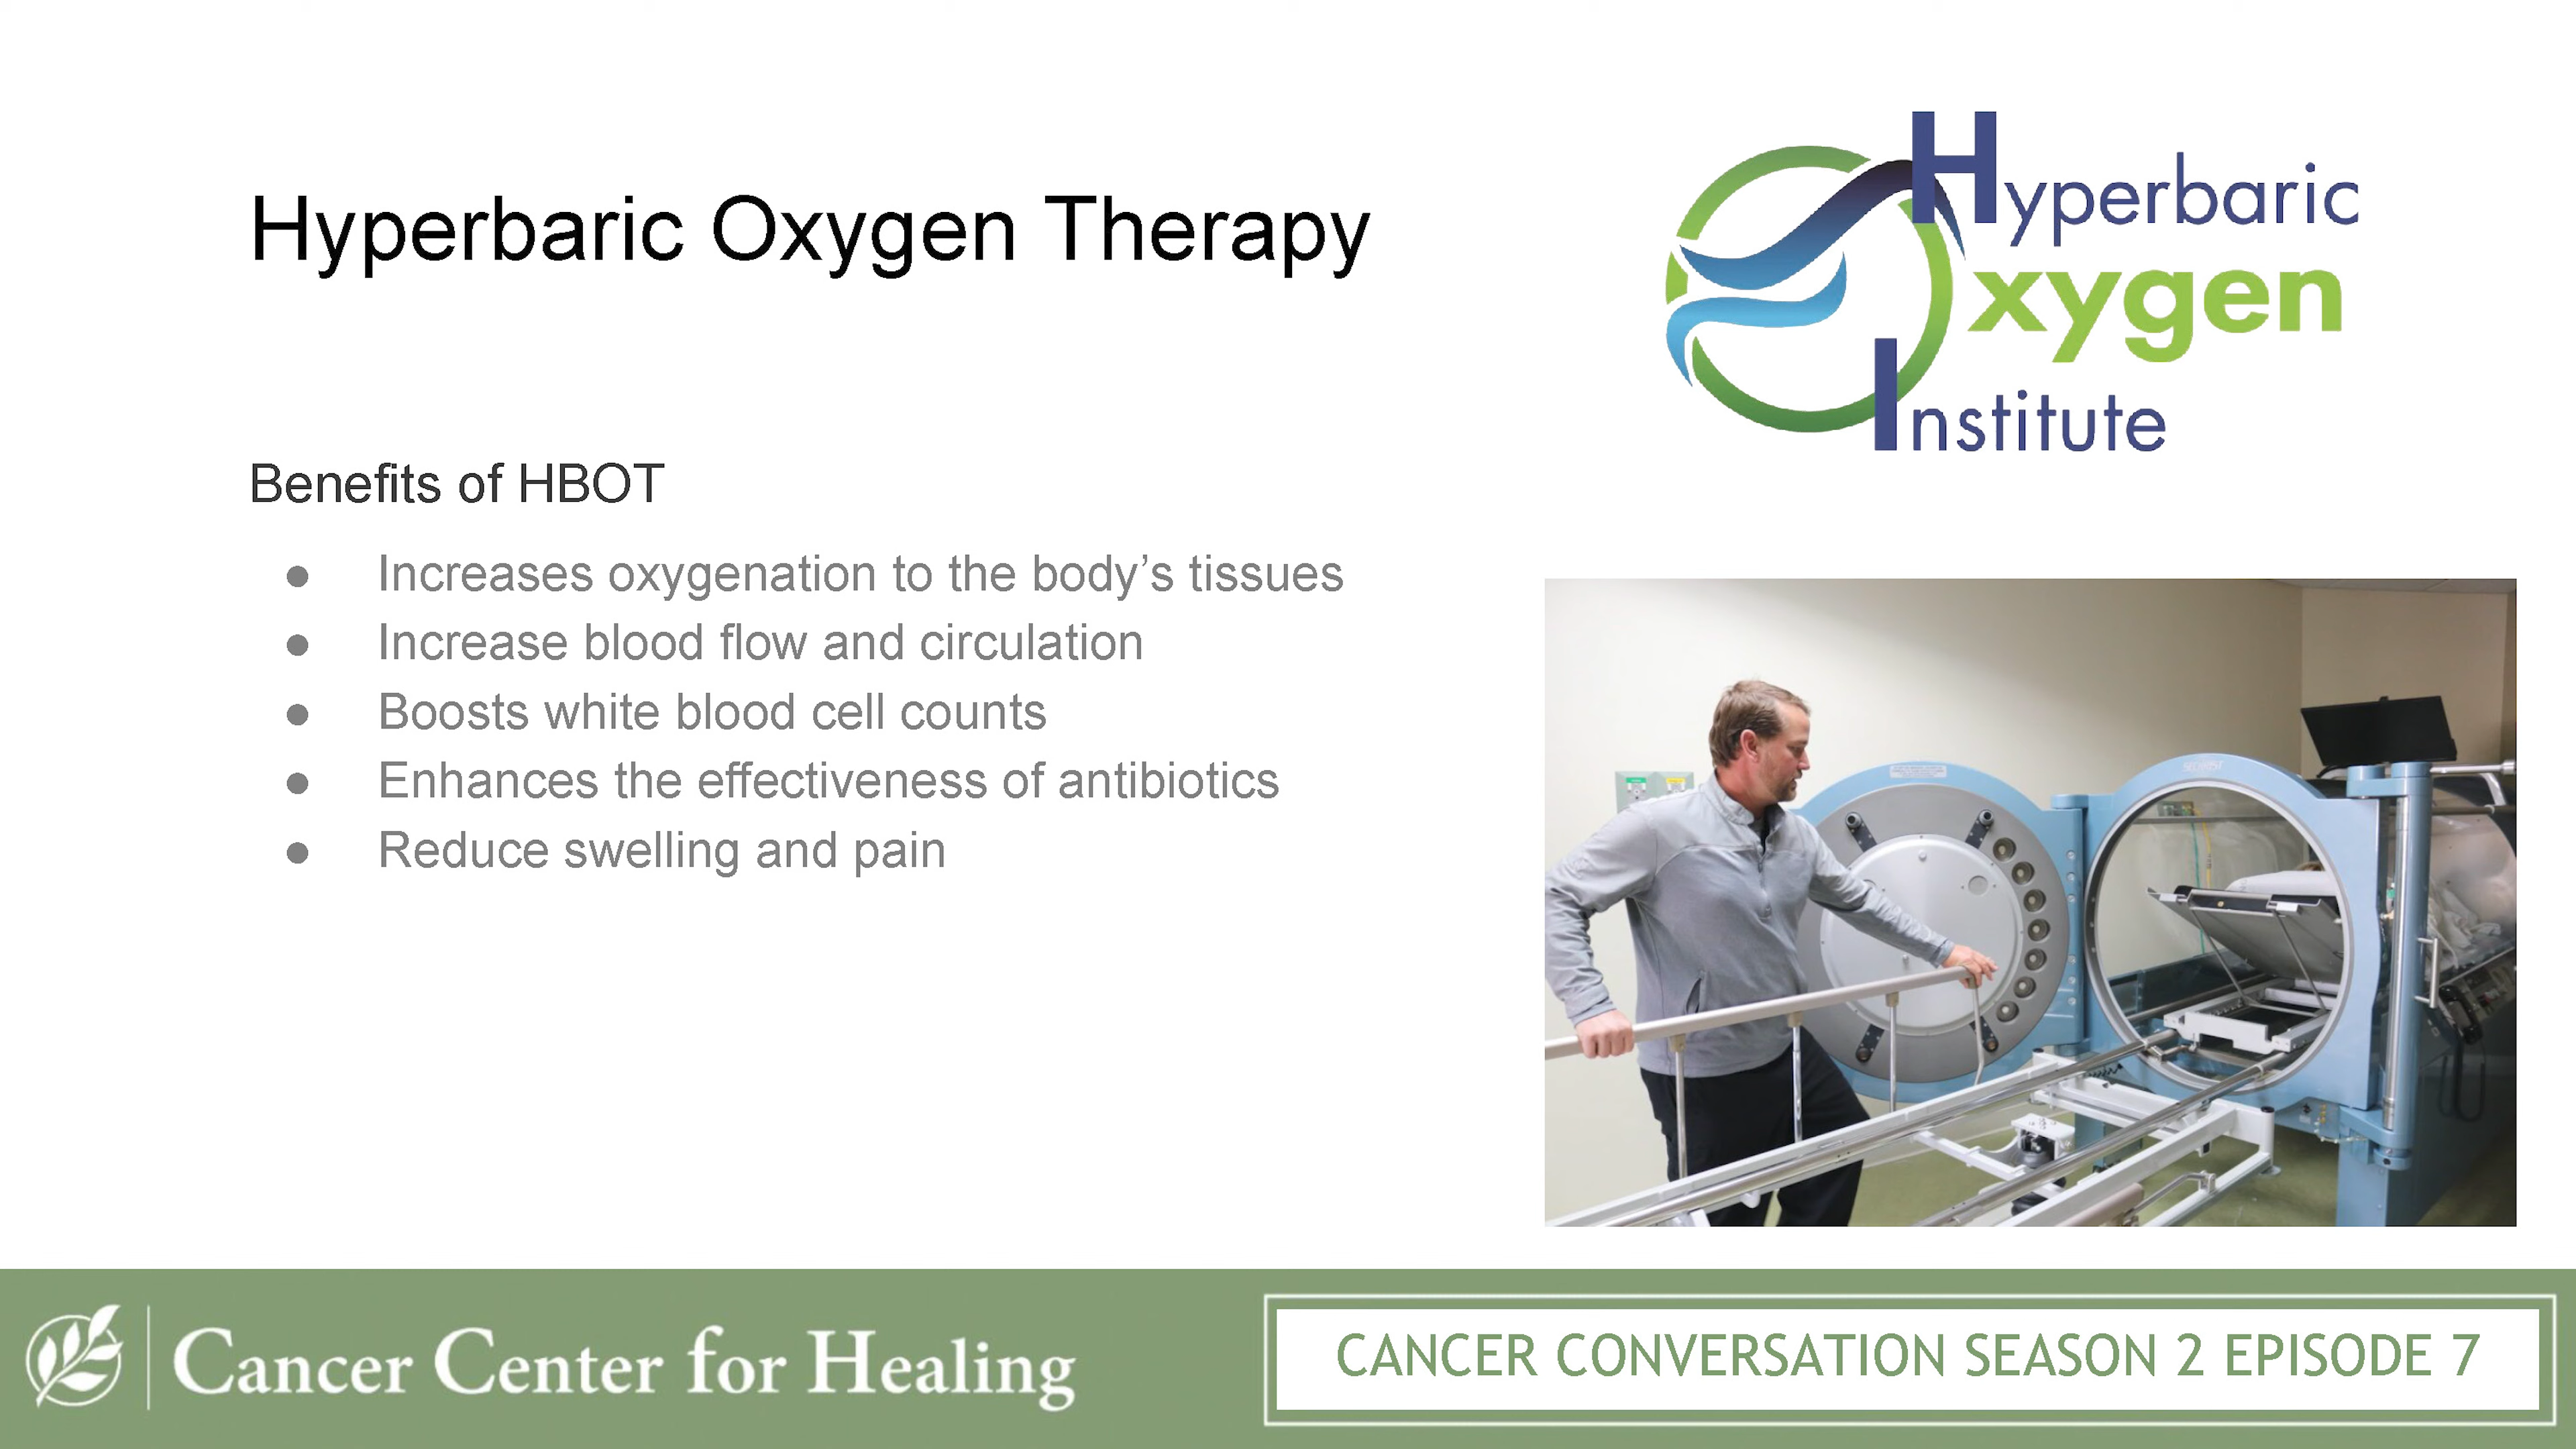 Hyperbaric Oxygen Therapy
Hyperbaric
Oxygen
Institute
Benefits of HBOT
● Increases oxygenation to the body’s tissues
● Increase blood flow and circulation
● Boosts white blood cell counts
● Enhances the effectiveness of antibiotics
● Reduce swelling and pain
SECHRIST
Cancer Center for Healing
CANCER CONVERSATION SEASON 2 EPISODE 7